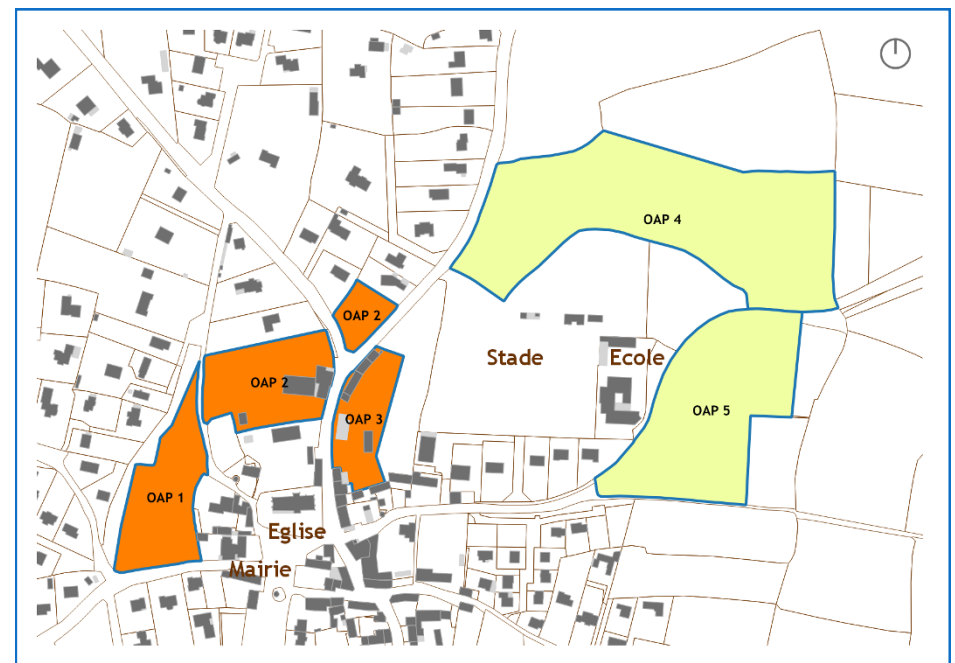 OAP 4
OAP 2
Stade
Ecole
OAP 2
OAP 5
OAP 3
OAP 1
Eglise
Mairie